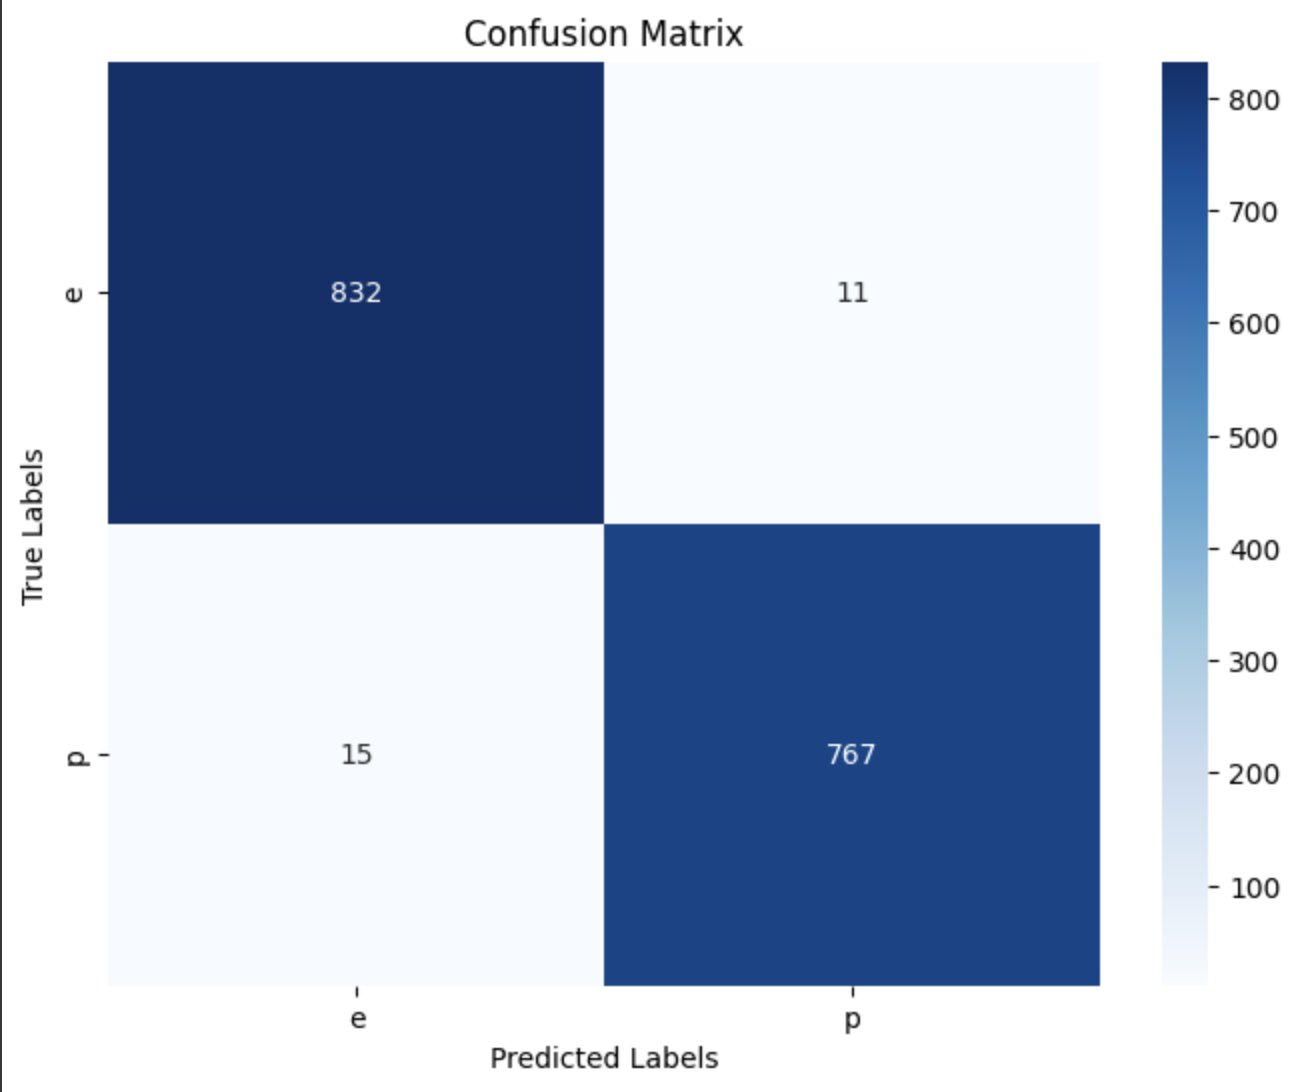 Confusion Matrix
True Labels
e
832
11
p
15
767
e
p
Predicted Labels
800
700
600
500
400
300
200
100